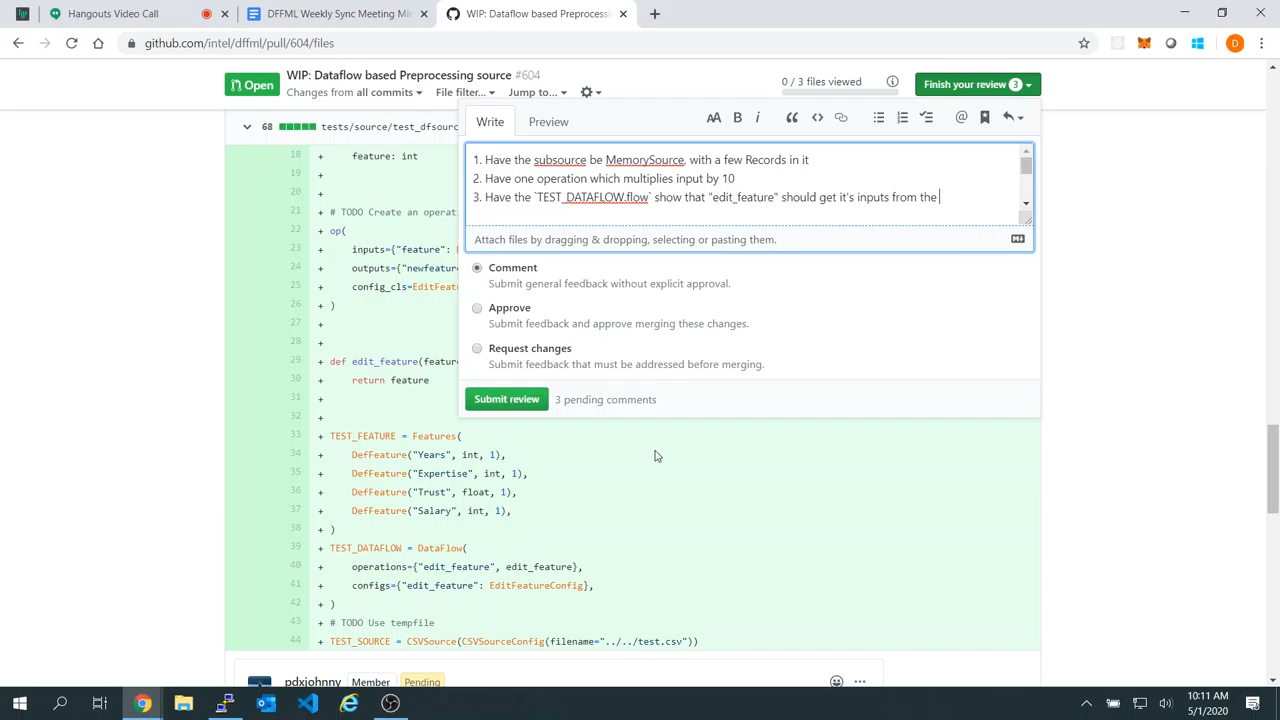 Hangouts Video Call
DFFML Weekly Sync Meeting Mi
WIP: Dataflow based Preprocessin
github.com/intel/dffml/pull/604/files
D
Open
WIP: Dataflow based Preprocessing source #604
Changes from all commits
File filter...
Jump to...
0 / 3 files viewed
Finish your review 3
68 tests/source/test_dfsourc
Write
Preview
1. Have the subsource be MemorySource, with a few Records in it
2. Have one operation which multiplies input by 10
3. Have the `TEST_DATAFLOW.flow` show that "edit_feature" should get it's inputs from the
Attach files by dragging & dropping, selecting or pasting them.
Comment
Submit general feedback without explicit approval.
Approve
Submit feedback and approve merging these changes.
Request changes
Submit feedback that must be addressed before merging.
Submit review
3 pending comments
18 + feature: int
19 +
20 +
21 + # TODO Create an operati
22 + op(
23 + inputs={"feature":
24 + outputs={"newfeature
25 + config_cls=EditFeatu
26 + )
27 +
28 +
29 + def edit_feature(feature
30 + return feature
31 +
32 +
33 + TEST_FEATURE = Features(
34 + DefFeature("Years", int, 1),
35 + DefFeature("Expertise", int, 1),
36 + DefFeature("Trust", float, 1),
37 + DefFeature("Salary", int, 1),
38 + )
39 + TEST_DATAFLOW = DataFlow(
40 + operations={"edit_feature", edit_feature},
41 + configs={"edit_feature": EditFeatureConfig},
42 + )
43 + # TODO Use tempfile
44 + TEST_SOURCE = CSVSource(CSVSourceConfig(filename="../../test.csv"))
pdxjohnny Member Pending
10:11 AM
5/1/2020